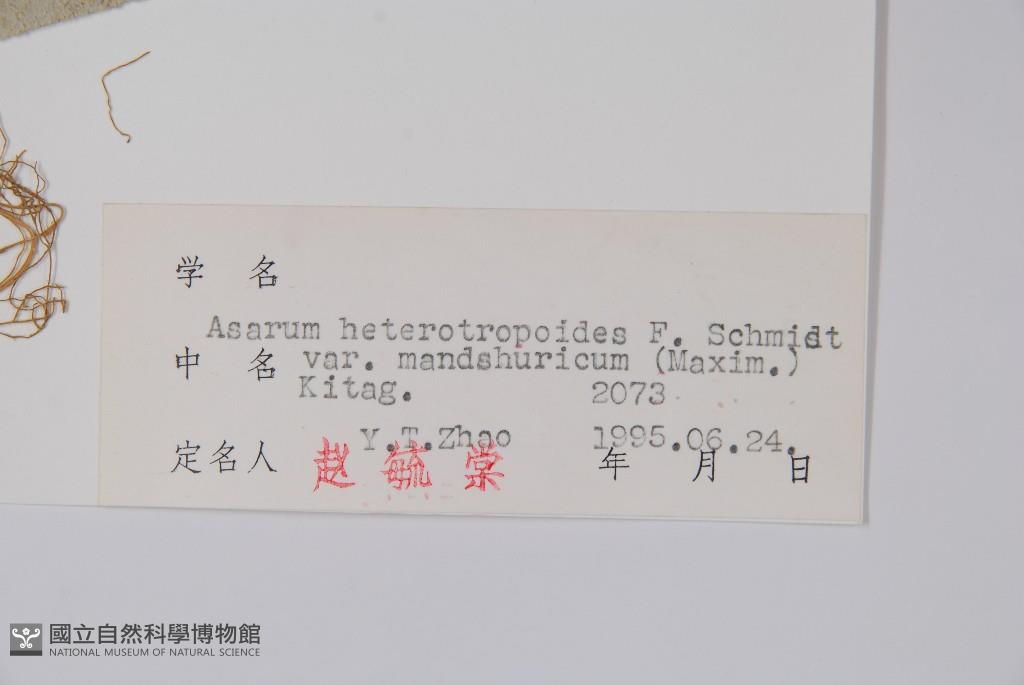 学 名
Asarum heterotropoides F. Schmidt
中 名 var. mandshuricum (Maxim.)
Kitag. 2073
Y.T.Zhao 1995.06.24.
定名人 赵毓棠 年 月 日
國立自然科學博物館
NATIONAL MUSEUM OF NATURAL SCIENCE